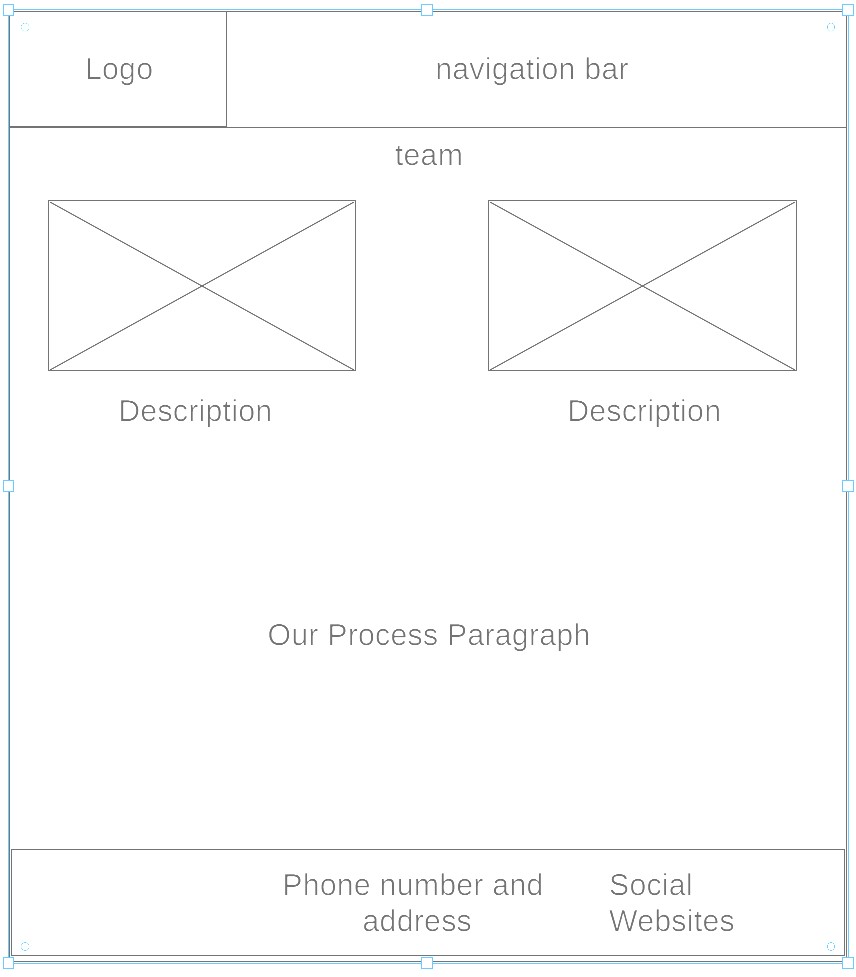 Logo
navigation bar
team
Description
Description
Our Process Paragraph
Phone number and
address
Social
Websites